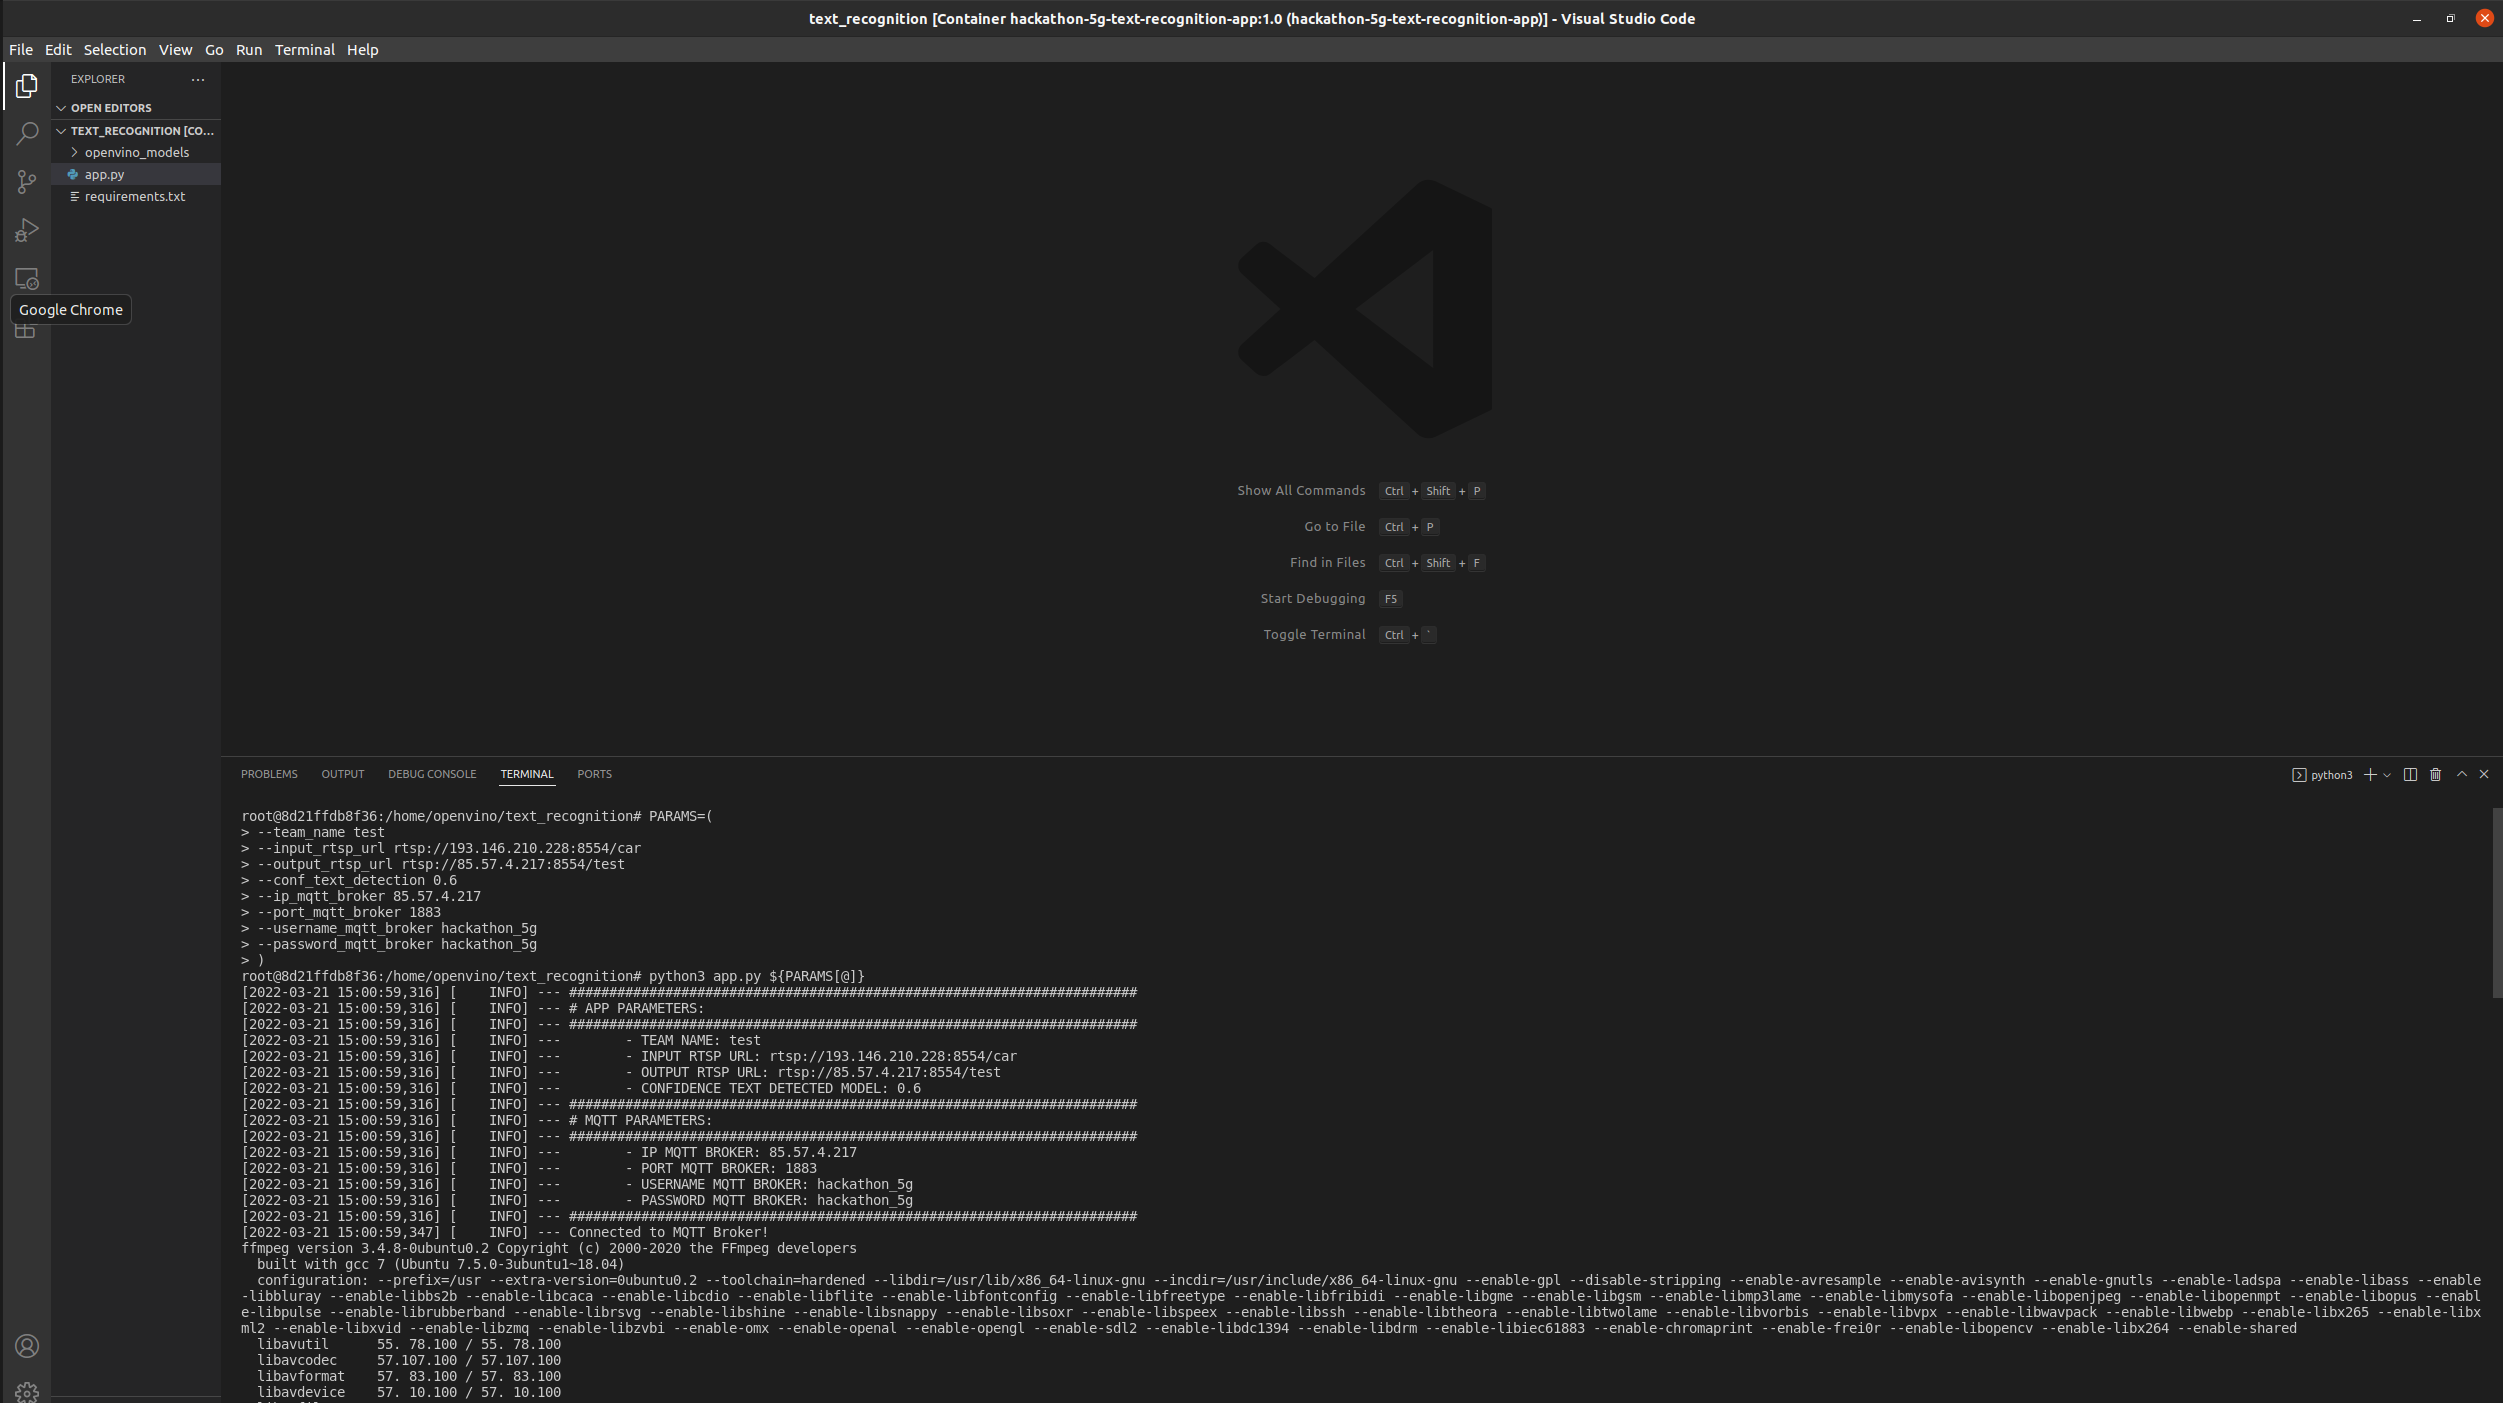 text_recognition [Container hackathon-5g-text-recognition-app:1.0 (hackathon-5g-text-recognition-app)] - Visual Studio Code
File Edit Selection View Go Run Terminal Help
EXPLORER ...
OPEN EDITORS
TEXT_RECOGNITION [CO...
openvino_models
app.py
requirements.txt
Google Chrome
Show All Commands Ctrl + Shift + P
Go to File Ctrl + P
Find in Files Ctrl + Shift + F
Start Debugging F5
Toggle Terminal Ctrl + `
PROBLEMS OUTPUT DEBUG CONSOLE TERMINAL PORTS python3
root@8d21ffdb8f36:/home/openvino/text_recognition# PARAMS=(
> --team_name test
> --input_rtsp_url rtsp://193.146.210.228:8554/car
> --output_rtsp_url rtsp://85.57.4.217:8554/test
> --conf_text_detection 0.6
> --ip_mqtt_broker 85.57.4.217
> --port_mqtt_broker 1883
> --username_mqtt_broker hackathon_5g
> --password_mqtt_broker hackathon_5g
> )
root@8d21ffdb8f36:/home/openvino/text_recognition# python3 app.py ${PARAMS[@]}
[2022-03-21 15:00:59,316] [    INFO] --- #######################################################################
[2022-03-21 15:00:59,316] [    INFO] --- # APP PARAMETERS:
[2022-03-21 15:00:59,316] [    INFO] --- #######################################################################
[2022-03-21 15:00:59,316] [    INFO] ---        - TEAM NAME: test
[2022-03-21 15:00:59,316] [    INFO] ---        - INPUT RTSP URL: rtsp://193.146.210.228:8554/car
[2022-03-21 15:00:59,316] [    INFO] ---        - OUTPUT RTSP URL: rtsp://85.57.4.217:8554/test
[2022-03-21 15:00:59,316] [    INFO] ---        - CONFIDENCE TEXT DETECTED MODEL: 0.6
[2022-03-21 15:00:59,316] [    INFO] --- #######################################################################
[2022-03-21 15:00:59,316] [    INFO] --- # MQTT PARAMETERS:
[2022-03-21 15:00:59,316] [    INFO] --- #######################################################################
[2022-03-21 15:00:59,316] [    INFO] ---        - IP MQTT BROKER: 85.57.4.217
[2022-03-21 15:00:59,316] [    INFO] ---        - PORT MQTT BROKER: 1883
[2022-03-21 15:00:59,316] [    INFO] ---        - USERNAME MQTT BROKER: hackathon_5g
[2022-03-21 15:00:59,316] [    INFO] ---        - PASSWORD MQTT BROKER: hackathon_5g
[2022-03-21 15:00:59,316] [    INFO] --- #######################################################################
[2022-03-21 15:00:59,347] [    INFO] --- Connected to MQTT Broker!
ffmpeg version 3.4.8-0ubuntu0.2 Copyright (c) 2000-2020 the FFmpeg developers
built with gcc 7 (Ubuntu 7.5.0-3ubuntu1~18.04)
configuration: --prefix=/usr --extra-version=0ubuntu0.2 --toolchain=hardened --libdir=/usr/lib/x86_64-linux-gnu --incdir=/usr/include/x86_64-linux-gnu --enable-gpl --disable-stripping --enable-avresample --enable-avisynth --enable-gnutls --enable-ladspa --enable-libass --enable
-libbluray --enable-libbs2b --enable-libcaca --enable-libcdio --enable-libflite --enable-libfontconfig --enable-libfreetype --enable-libfribidi --enable-libgme --enable-libgsm --enable-libmp3lame --enable-libmysofa --enable-libopenjpeg --enable-libopenmpt --enable-libopus --enabl
e-libpulse --enable-librubberband --enable-librsvg --enable-libshine --enable-libsnappy --enable-libsoxr --enable-libspeex --enable-libssh --enable-libtheora --enable-libtwolame --enable-libvorbis --enable-libvpx --enable-libwavpack --enable-libwebp --enable-libx265 --enable-libx
ml2 --enable-libxvid --enable-libzmq --enable-libzvbi --enable-omx --enable-openal --enable-opengl --enable-sdl2 --enable-libdc1394 --enable-libdrm --enable-libiec61883 --enable-chromaprint --enable-frei0r --enable-libopencv --enable-libx264 --enable-shared
libavutil      55. 78.100 / 55. 78.100
libavcodec     57.107.100 / 57.107.100
libavformat    57. 83.100 / 57. 83.100
libavdevice    57. 10.100 / 57. 10.100